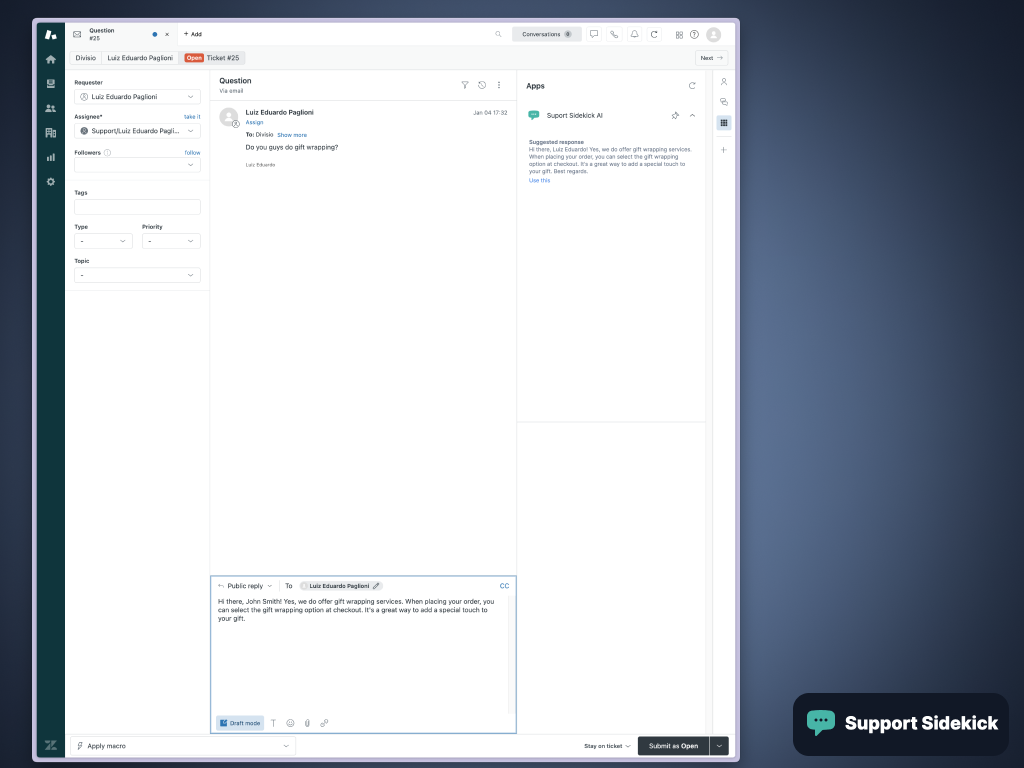 Question
#25
×
+ Add
Conversations 0
Divisio
Luiz Eduardo Paglioni
Open Ticket #25
Next →
Requester
Luiz Eduardo Paglioni
Assignee*
take it
Support/Luiz Eduardo Pagli...
Followers
follow
Tags
Type
Priority
-
-
Topic
-
Question
Via email
Luiz Eduardo Paglioni
Jan 04 17:32
Assign
To: Divisio Show more
Do you guys do gift wrapping?
Luiz Eduardo
Public reply
To
Luiz Eduardo Paglioni
CC
Hi there, John Smith! Yes, we do offer gift wrapping services. When placing your order, you
can select the gift wrapping option at checkout. It's a great way to add a special touch to
your gift.
Draft mode
T
Apps
Suport Sidekick AI
Suggested response
Hi there, Luiz Eduardo! Yes, we do offer gift wrapping services.
When placing your order, you can select the gift wrapping
option at checkout. It's a great way to add a special touch to
your gift. Best regards.
Use this
Apply macro
Stay on ticket
Submit as Open
Support Sidekick